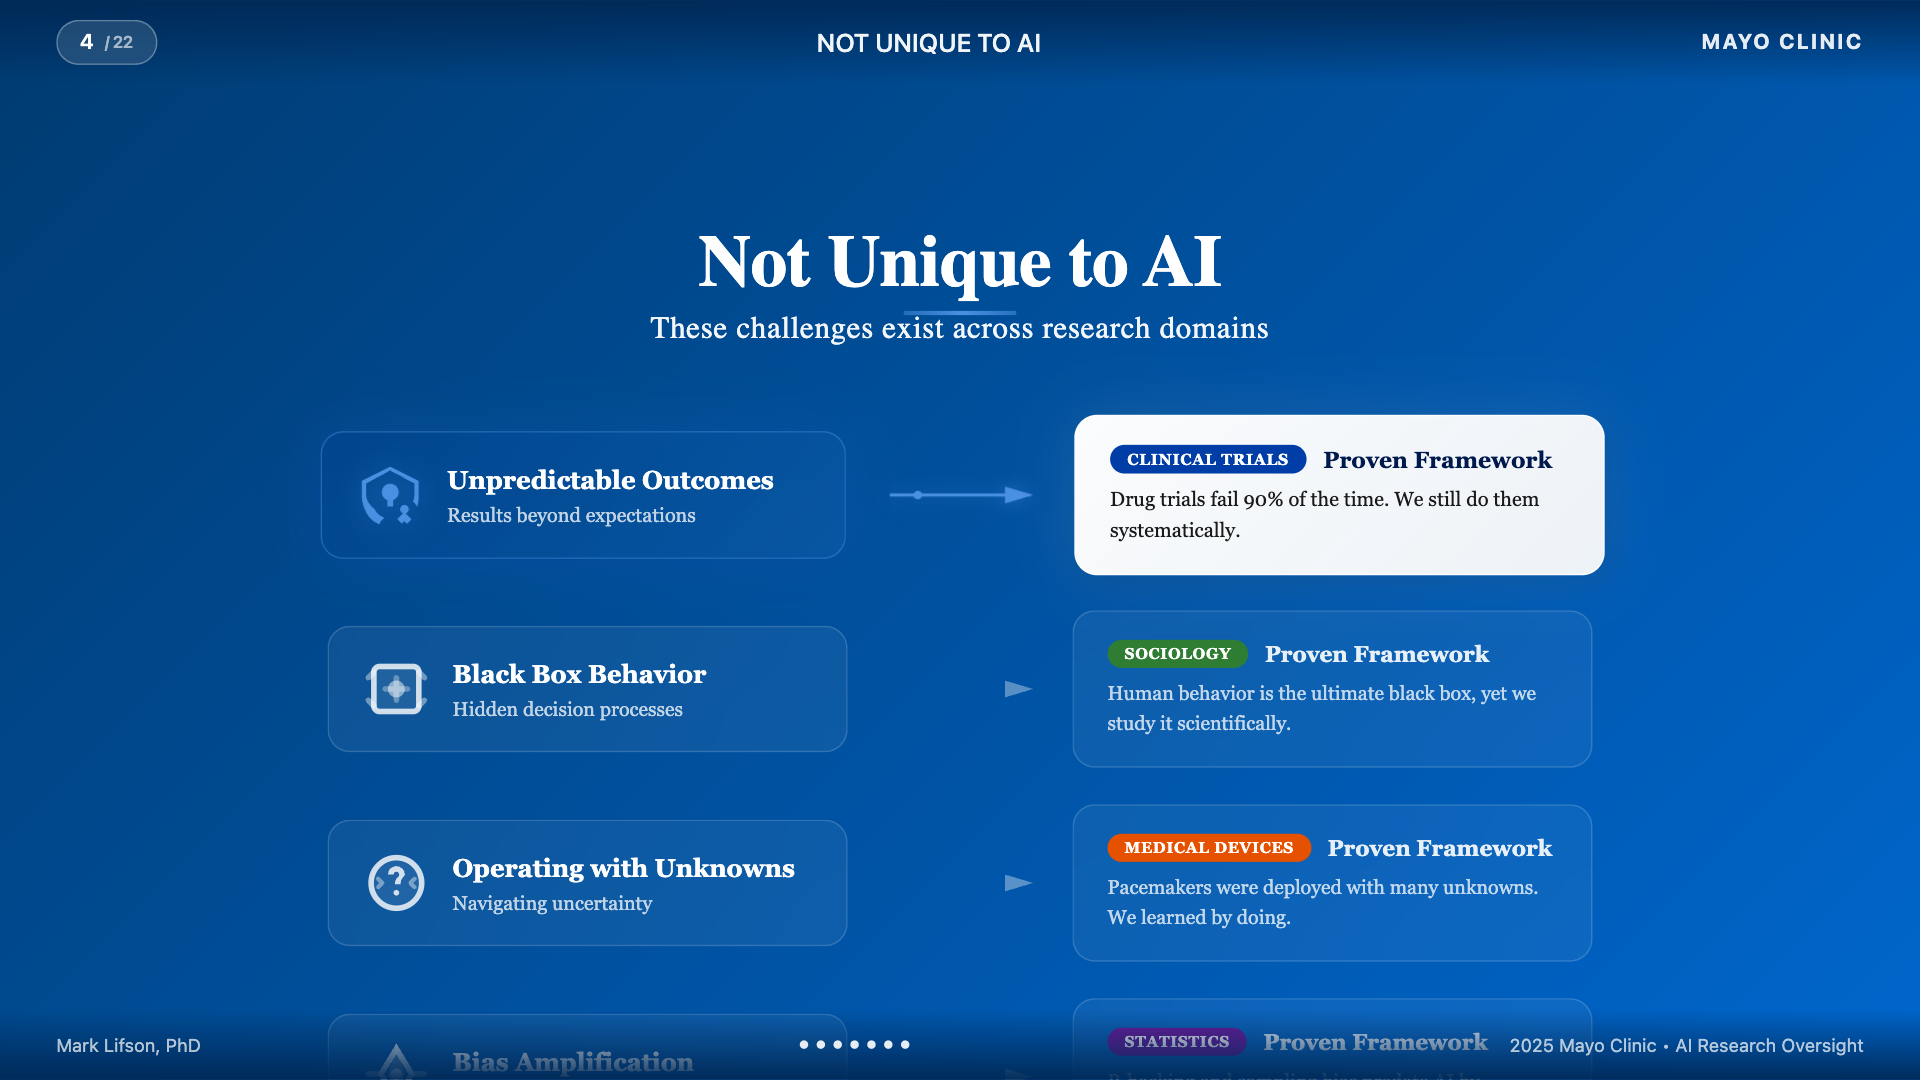 4 /22
NOT UNIQUE TO AI
MAYO CLINIC
Not Unique to AI
These challenges exist across research domains
Unpredictable Outcomes
Results beyond expectations
CLINICAL TRIALS Proven Framework
Drug trials fail 90% of the time. We still do them
systematically.
Black Box Behavior
Hidden decision processes
SOCIOLOGY Proven Framework
Human behavior is the ultimate black box, yet we
study it scientifically.
Operating with Unknowns
Navigating uncertainty
?
MEDICAL DEVICES Proven Framework
Pacemakers were deployed with many unknowns.
We learned by doing.
Bias Amplification
STATISTICS Proven Framework
Mark Lifson, PhD
2025 Mayo Clinic • AI Research Oversight